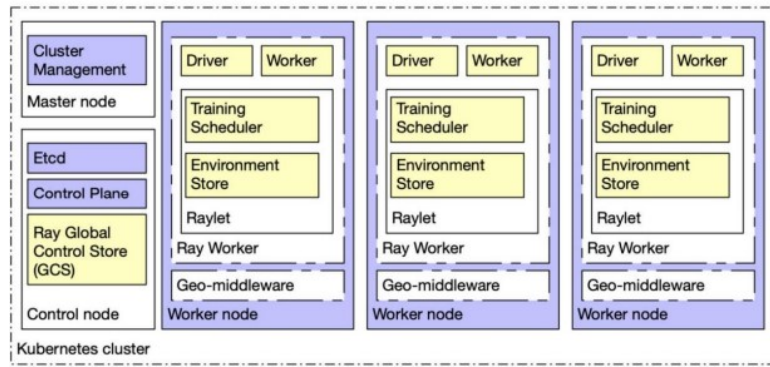 Cluster
Management
Master node
Etcd
Control Plane
Ray Global
Control Store
(GCS)
Control node
Driver
Worker
Training
Scheduler
Environment
Store
Raylet
Ray Worker
Geo-middleware
Worker node
Driver
Worker
Training
Scheduler
Environment
Store
Raylet
Ray Worker
Geo-middleware
Worker node
Driver
Worker
Training
Scheduler
Environment
Store
Raylet
Ray Worker
Geo-middleware
Worker node
Kubernetes cluster